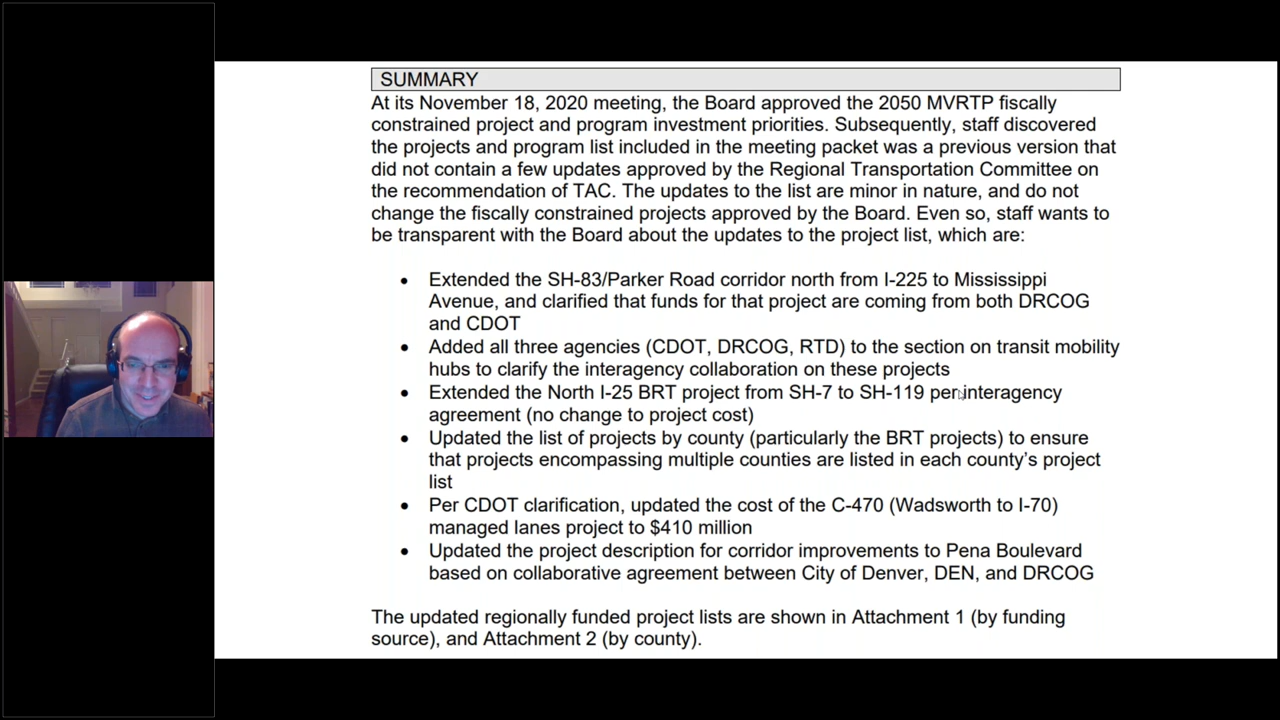 SUMMARY
At its November 18, 2020 meeting, the Board approved the 2050 MVRTP fiscally
constrained project and program investment priorities. Subsequently, staff discovered
the projects and program list included in the meeting packet was a previous version that
did not contain a few updates approved by the Regional Transportation Committee on
the recommendation of TAC. The updates to the list are minor in nature, and do not
change the fiscally constrained projects approved by the Board. Even so, staff wants to
be transparent with the Board about the updates to the project list, which are:
• Extended the SH-83/Parker Road corridor north from I-225 to Mississippi
Avenue, and clarified that funds for that project are coming from both DRCOG
and CDOT
• Added all three agencies (CDOT, DRCOG, RTD) to the section on transit mobility
hubs to clarify the interagency collaboration on these projects
• Extended the North I-25 BRT project from SH-7 to SH-119 per interagency
agreement (no change to project cost)
• Updated the list of projects by county (particularly the BRT projects) to ensure
that projects encompassing multiple counties are listed in each county's project
list
• Per CDOT clarification, updated the cost of the C-470 (Wadsworth to I-70)
managed lanes project to $410 million
• Updated the project description for corridor improvements to Pena Boulevard
based on collaborative agreement between City of Denver, DEN, and DRCOG
The updated regionally funded project lists are shown in Attachment 1 (by funding
source), and Attachment 2 (by county).